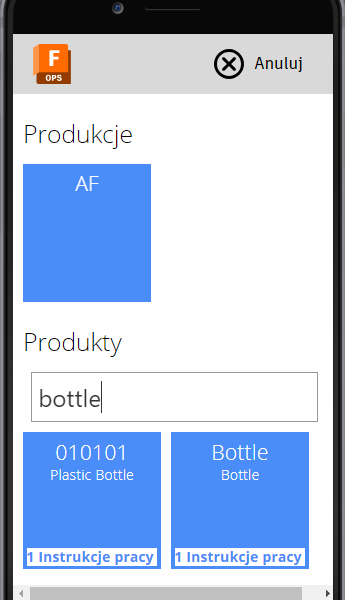 F
OPS
Anuluj
Produkcje
AF
Produkty
bottle
010101
Plastic Bottle
1 Instrukcje pracy
Bottle
Bottle
1 Instrukcje pracy